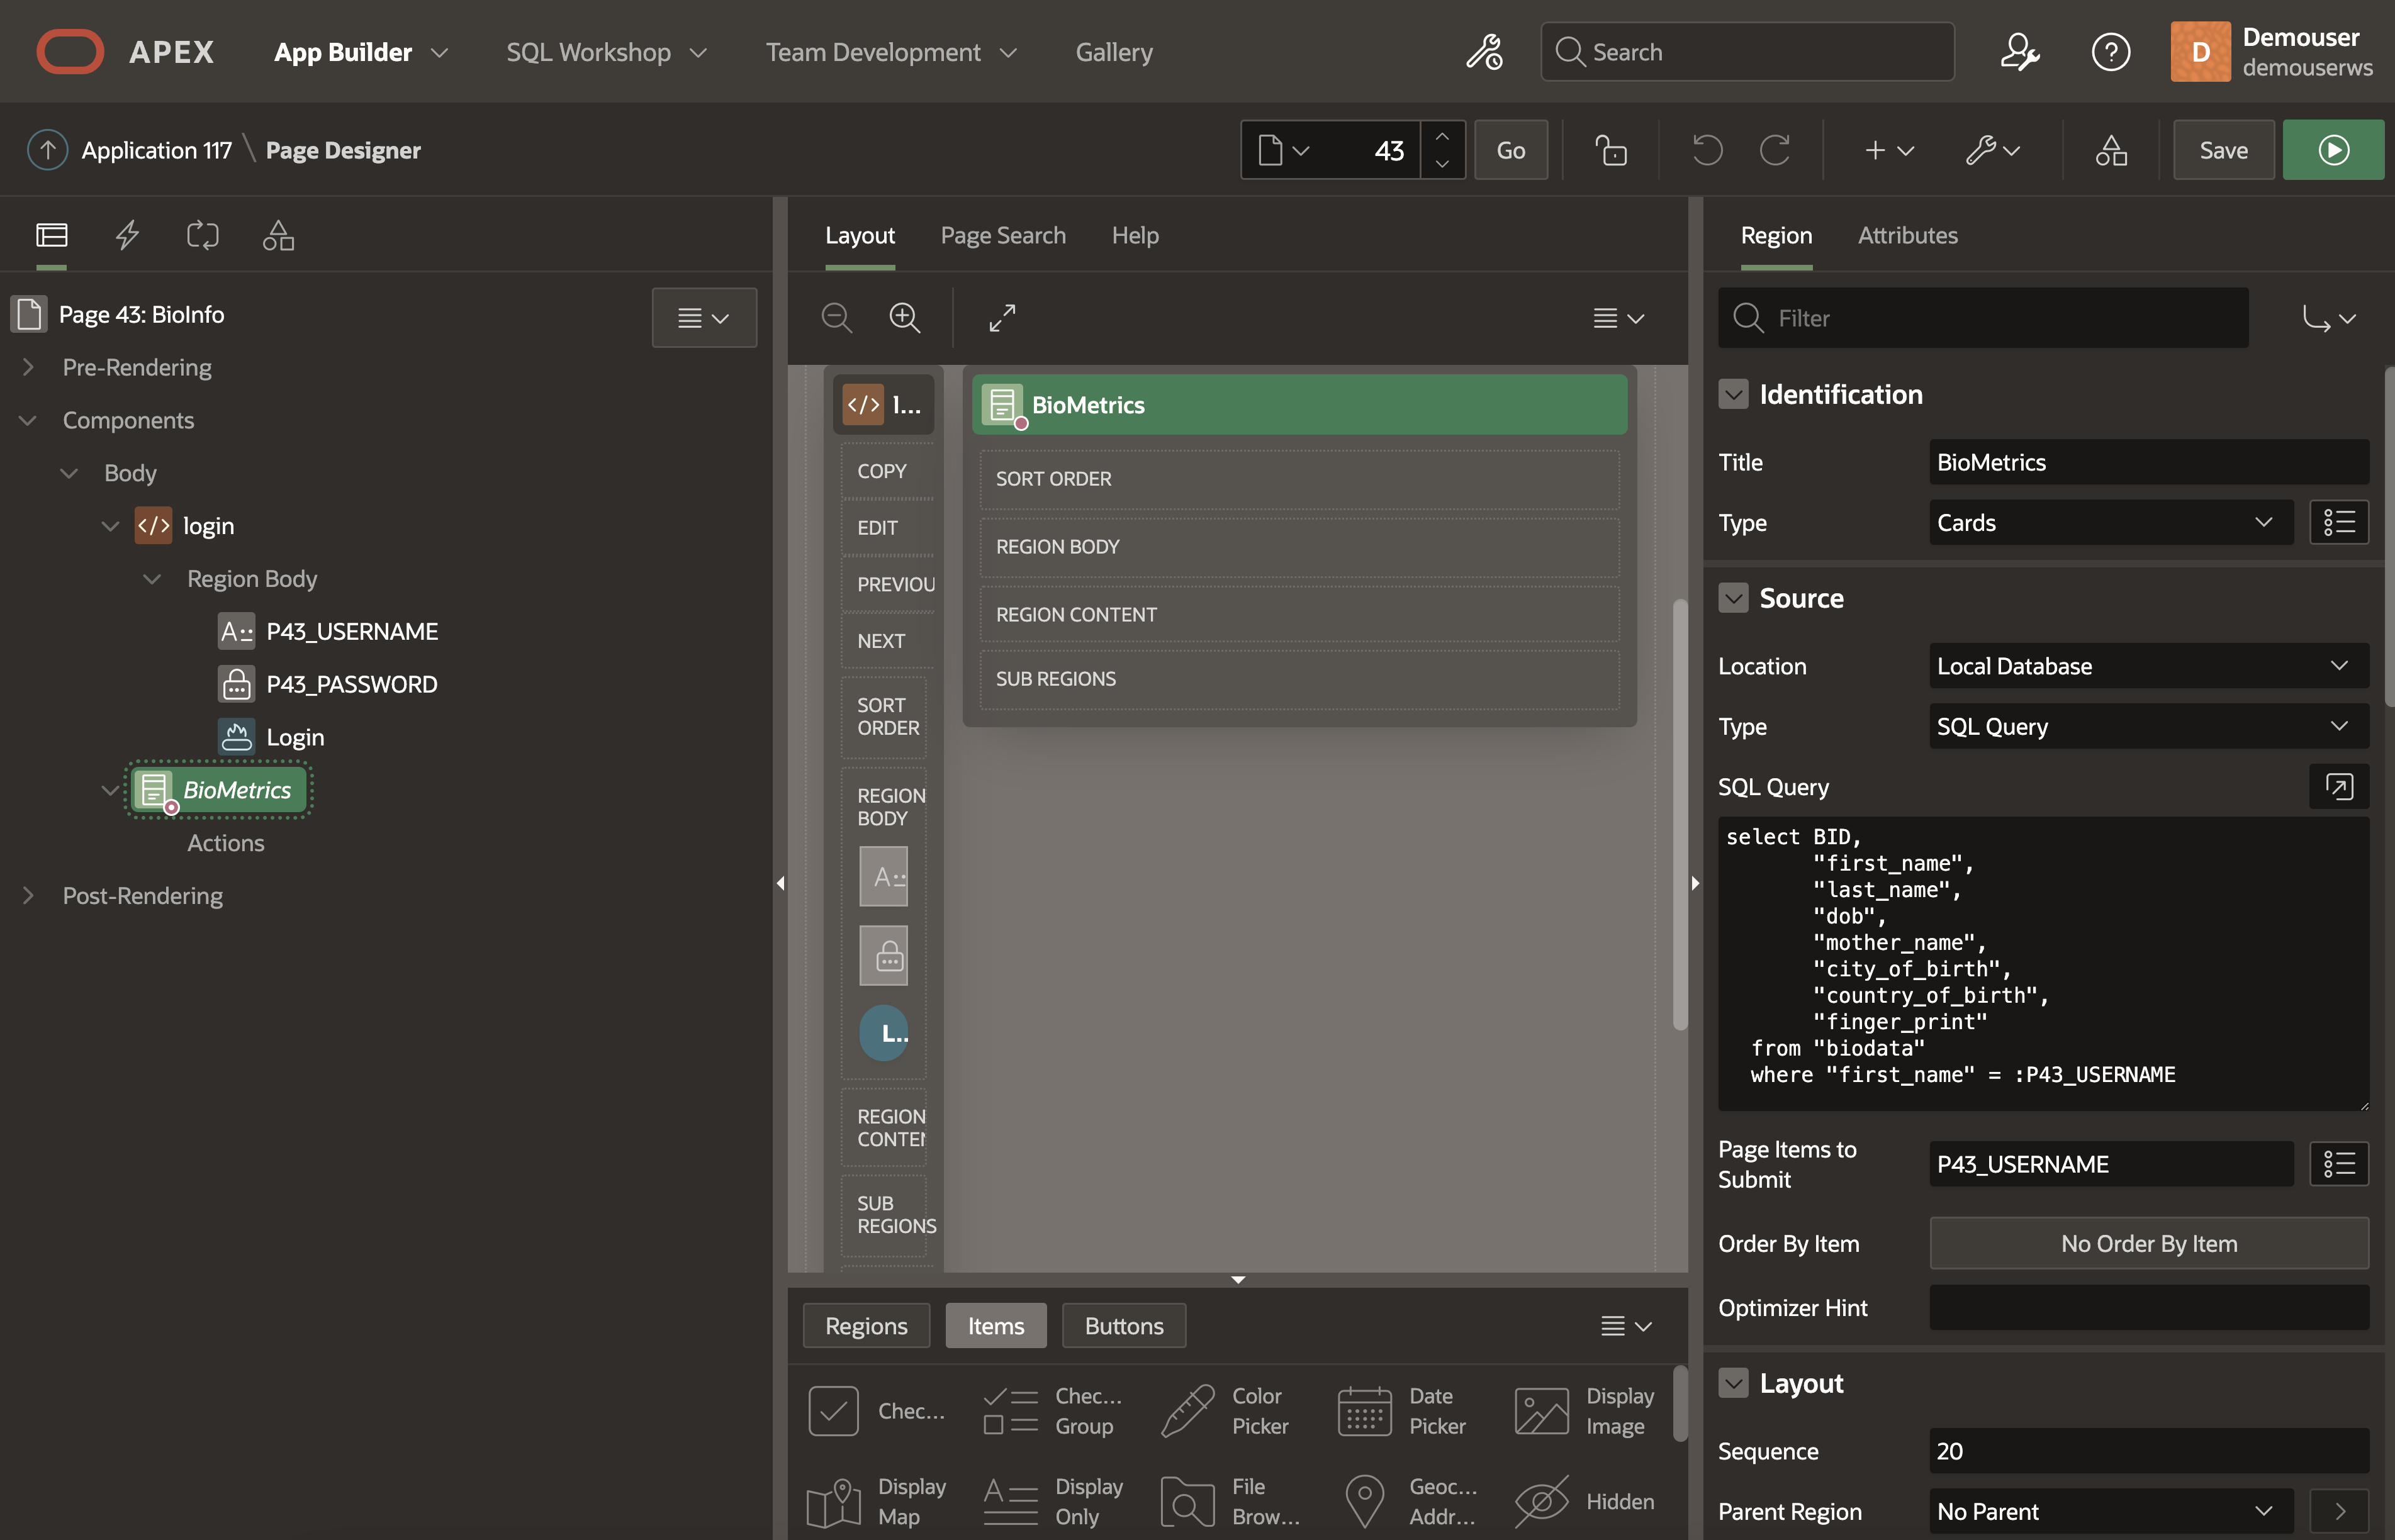 APEX
App Builder
SQL Workshop
Team Development
Gallery
Search
D
Demouser
demouserws
Application 117 \ Page Designer
43
Go
Save
Page 43: BioInfo
Pre-Rendering
Components
Body
</> login
Region Body
P43_USERNAME
P43_PASSWORD
Login
BioMetrics
Actions
Post-Rendering
Layout
Page Search
Help
</> l...
COPY
EDIT
PREVIOU
NEXT
SORT
ORDER
REGION
BODY
A
L..
REGION
CONTEN
SUB
REGIONS
BioMetrics
SORT ORDER
REGION BODY
REGION CONTENT
SUB REGIONS
Regions
Items
Buttons
Chec...
Chec...
Group
Color
Picker
Date
Picker
Display
Image
Display
Map
Display
Only
File
Brow...
Geoc...
Addr...
Hidden
Region
Attributes
Filter
Identification
Title
BioMetrics
Type
Cards
Source
Location
Local Database
Type
SQL Query
SQL Query
select BID,
"first_name",
"last_name",
"dob",
"mother_name",
"city_of_birth",
"country_of_birth",
"finger_print"
from "biodata"
where "first_name" = :P43_USERNAME
Page Items to
Submit
P43_USERNAME
Order By Item
No Order By Item
Optimizer Hint
Layout
Sequence
20
Parent Region
No Parent